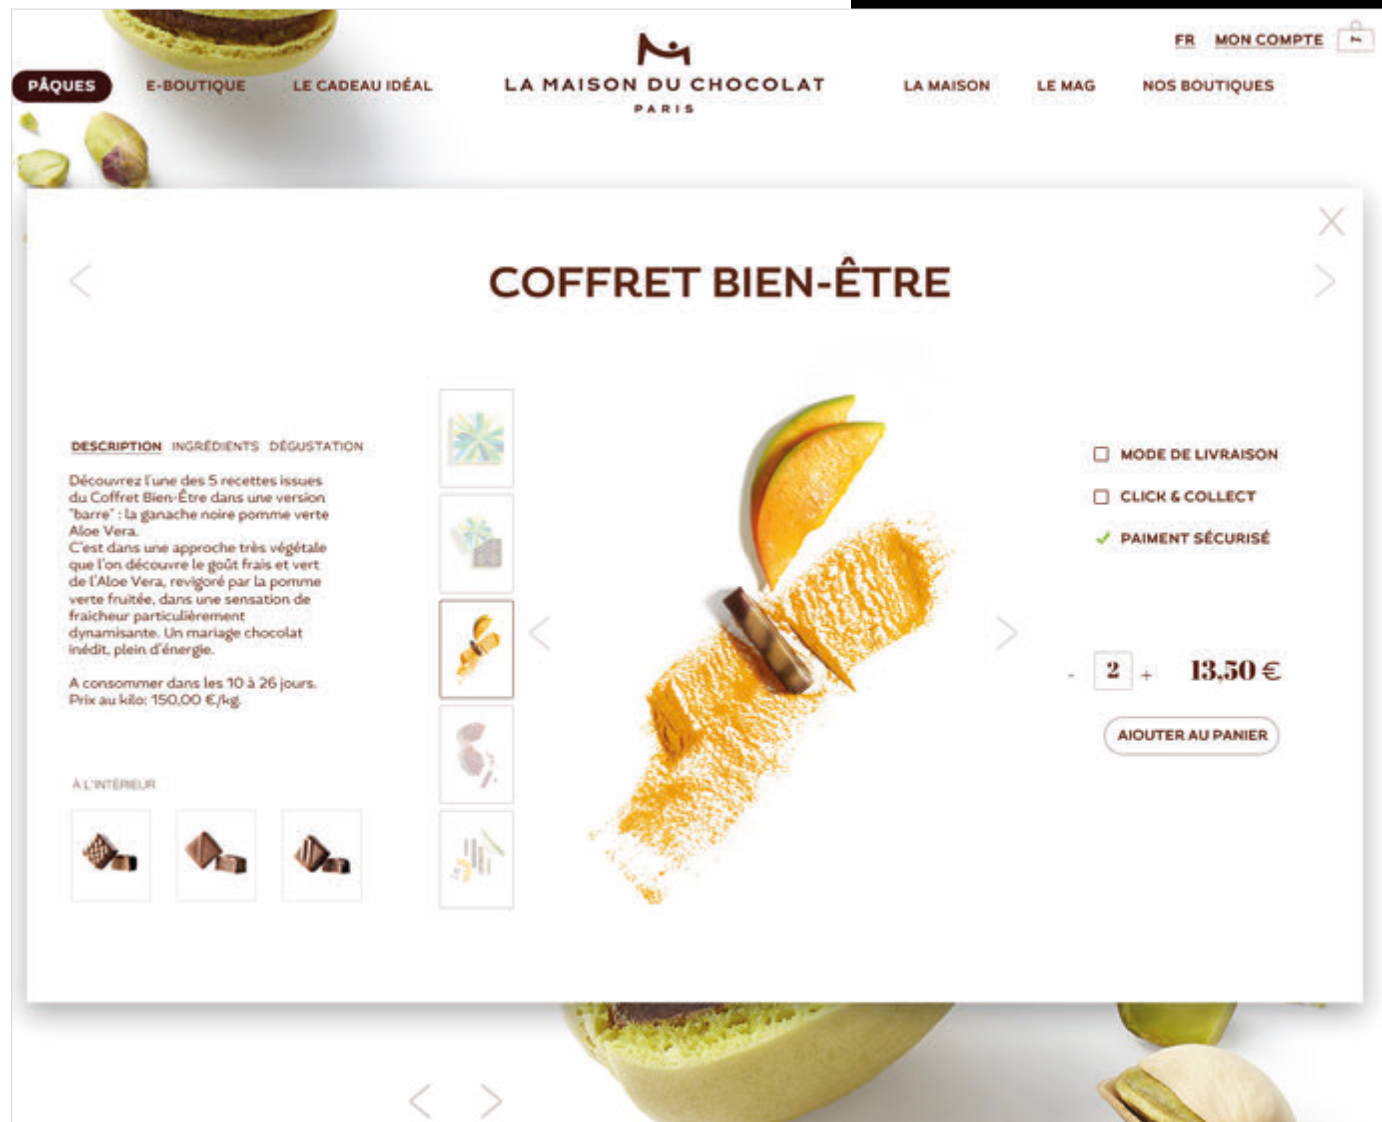 FR MON COMPTE
PÂQUES E-BOUTIQUE LE CADEAU IDÉAL LA MAISON DU CHOCOLAT LA MAISON LE MAG NOS BOUTIQUES
PARIS
COFFRET BIEN-ÊTRE
DESCRIPTION INGRÉDIENTS DÉGUSTATION
Découvrez l'une des 5 recettes issues
du Coffret Bien-Être dans une version
"barre" : la ganache noire pomme verte
Aloe Vera.
C'est dans une approche très végétale
que l'on découvre le goût frais et vert
de l'Aloe Vera, revigoré par la pomme
verte fruitée, dans une sensation de
fraicheur particulièrement
dynamisante. Un mariage chocolat
inédit, plein d'énergie.
A consommer dans les 10 à 26 jours.
Prix au kilo: 150,00 €/kg.
À L'INTÉRIEUR
MODE DE LIVRAISON
CLICK & COLLECT
PAIMENT SÉCURISÉ
- 2 + 13,50 €
AJOUTER AU PANIER